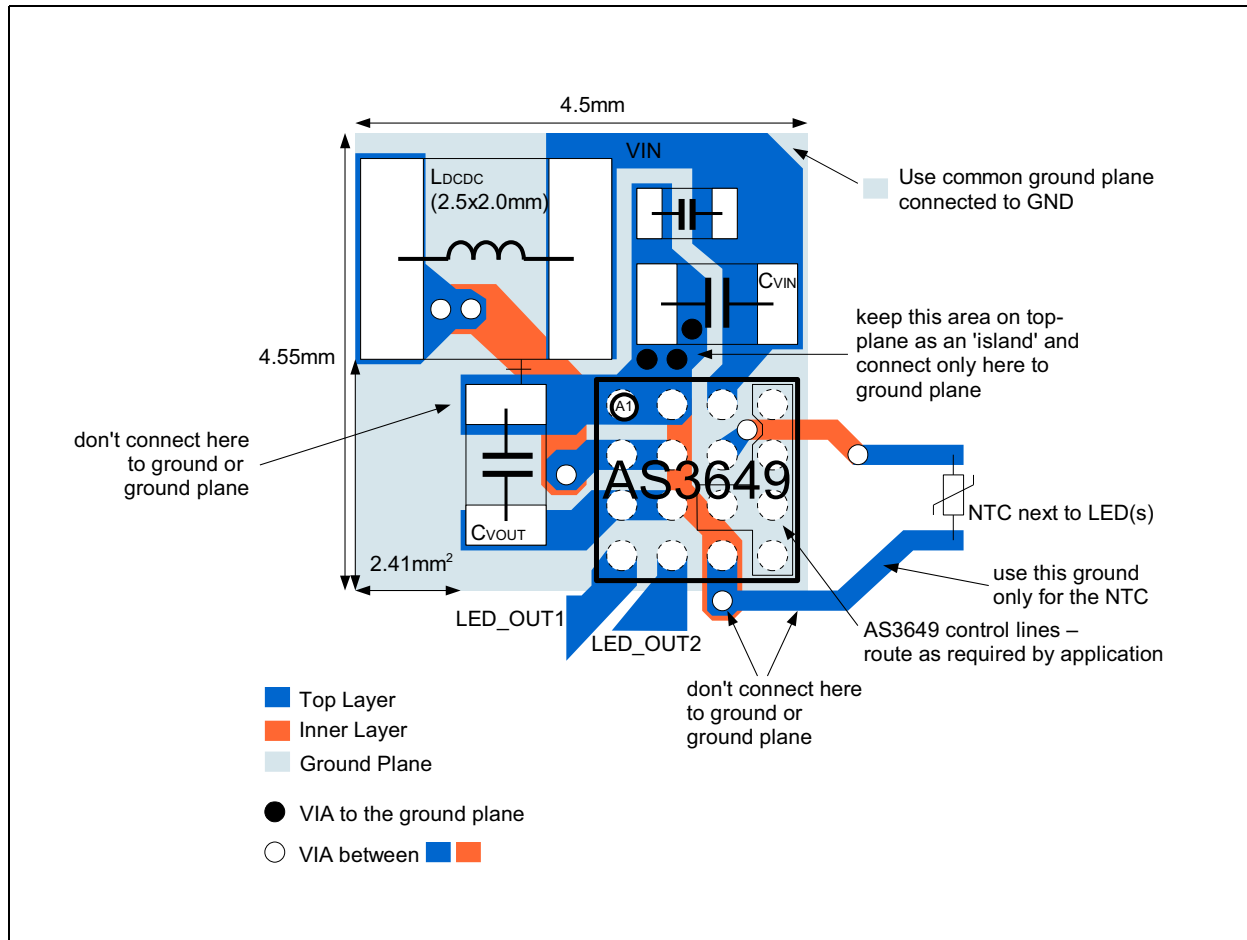 4.5mm
VIN
LDCDC
(2.5x2.0mm)
Use common ground plane
connected to GND
CVIN
keep this area on top-
plane as an 'island' and
connect only here to
ground plane
4.55mm
A1
don't connect here
to ground or
ground plane
AS3649
NTC next to LED(s)
CVOUT
2.41mm²
use this ground
only for the NTC
LED_OUT1
LED_OUT2
AS3649 control lines –
route as required by application
don't connect here
to ground or
ground plane
Top Layer
Inner Layer
Ground Plane
VIA to the ground plane
VIA between